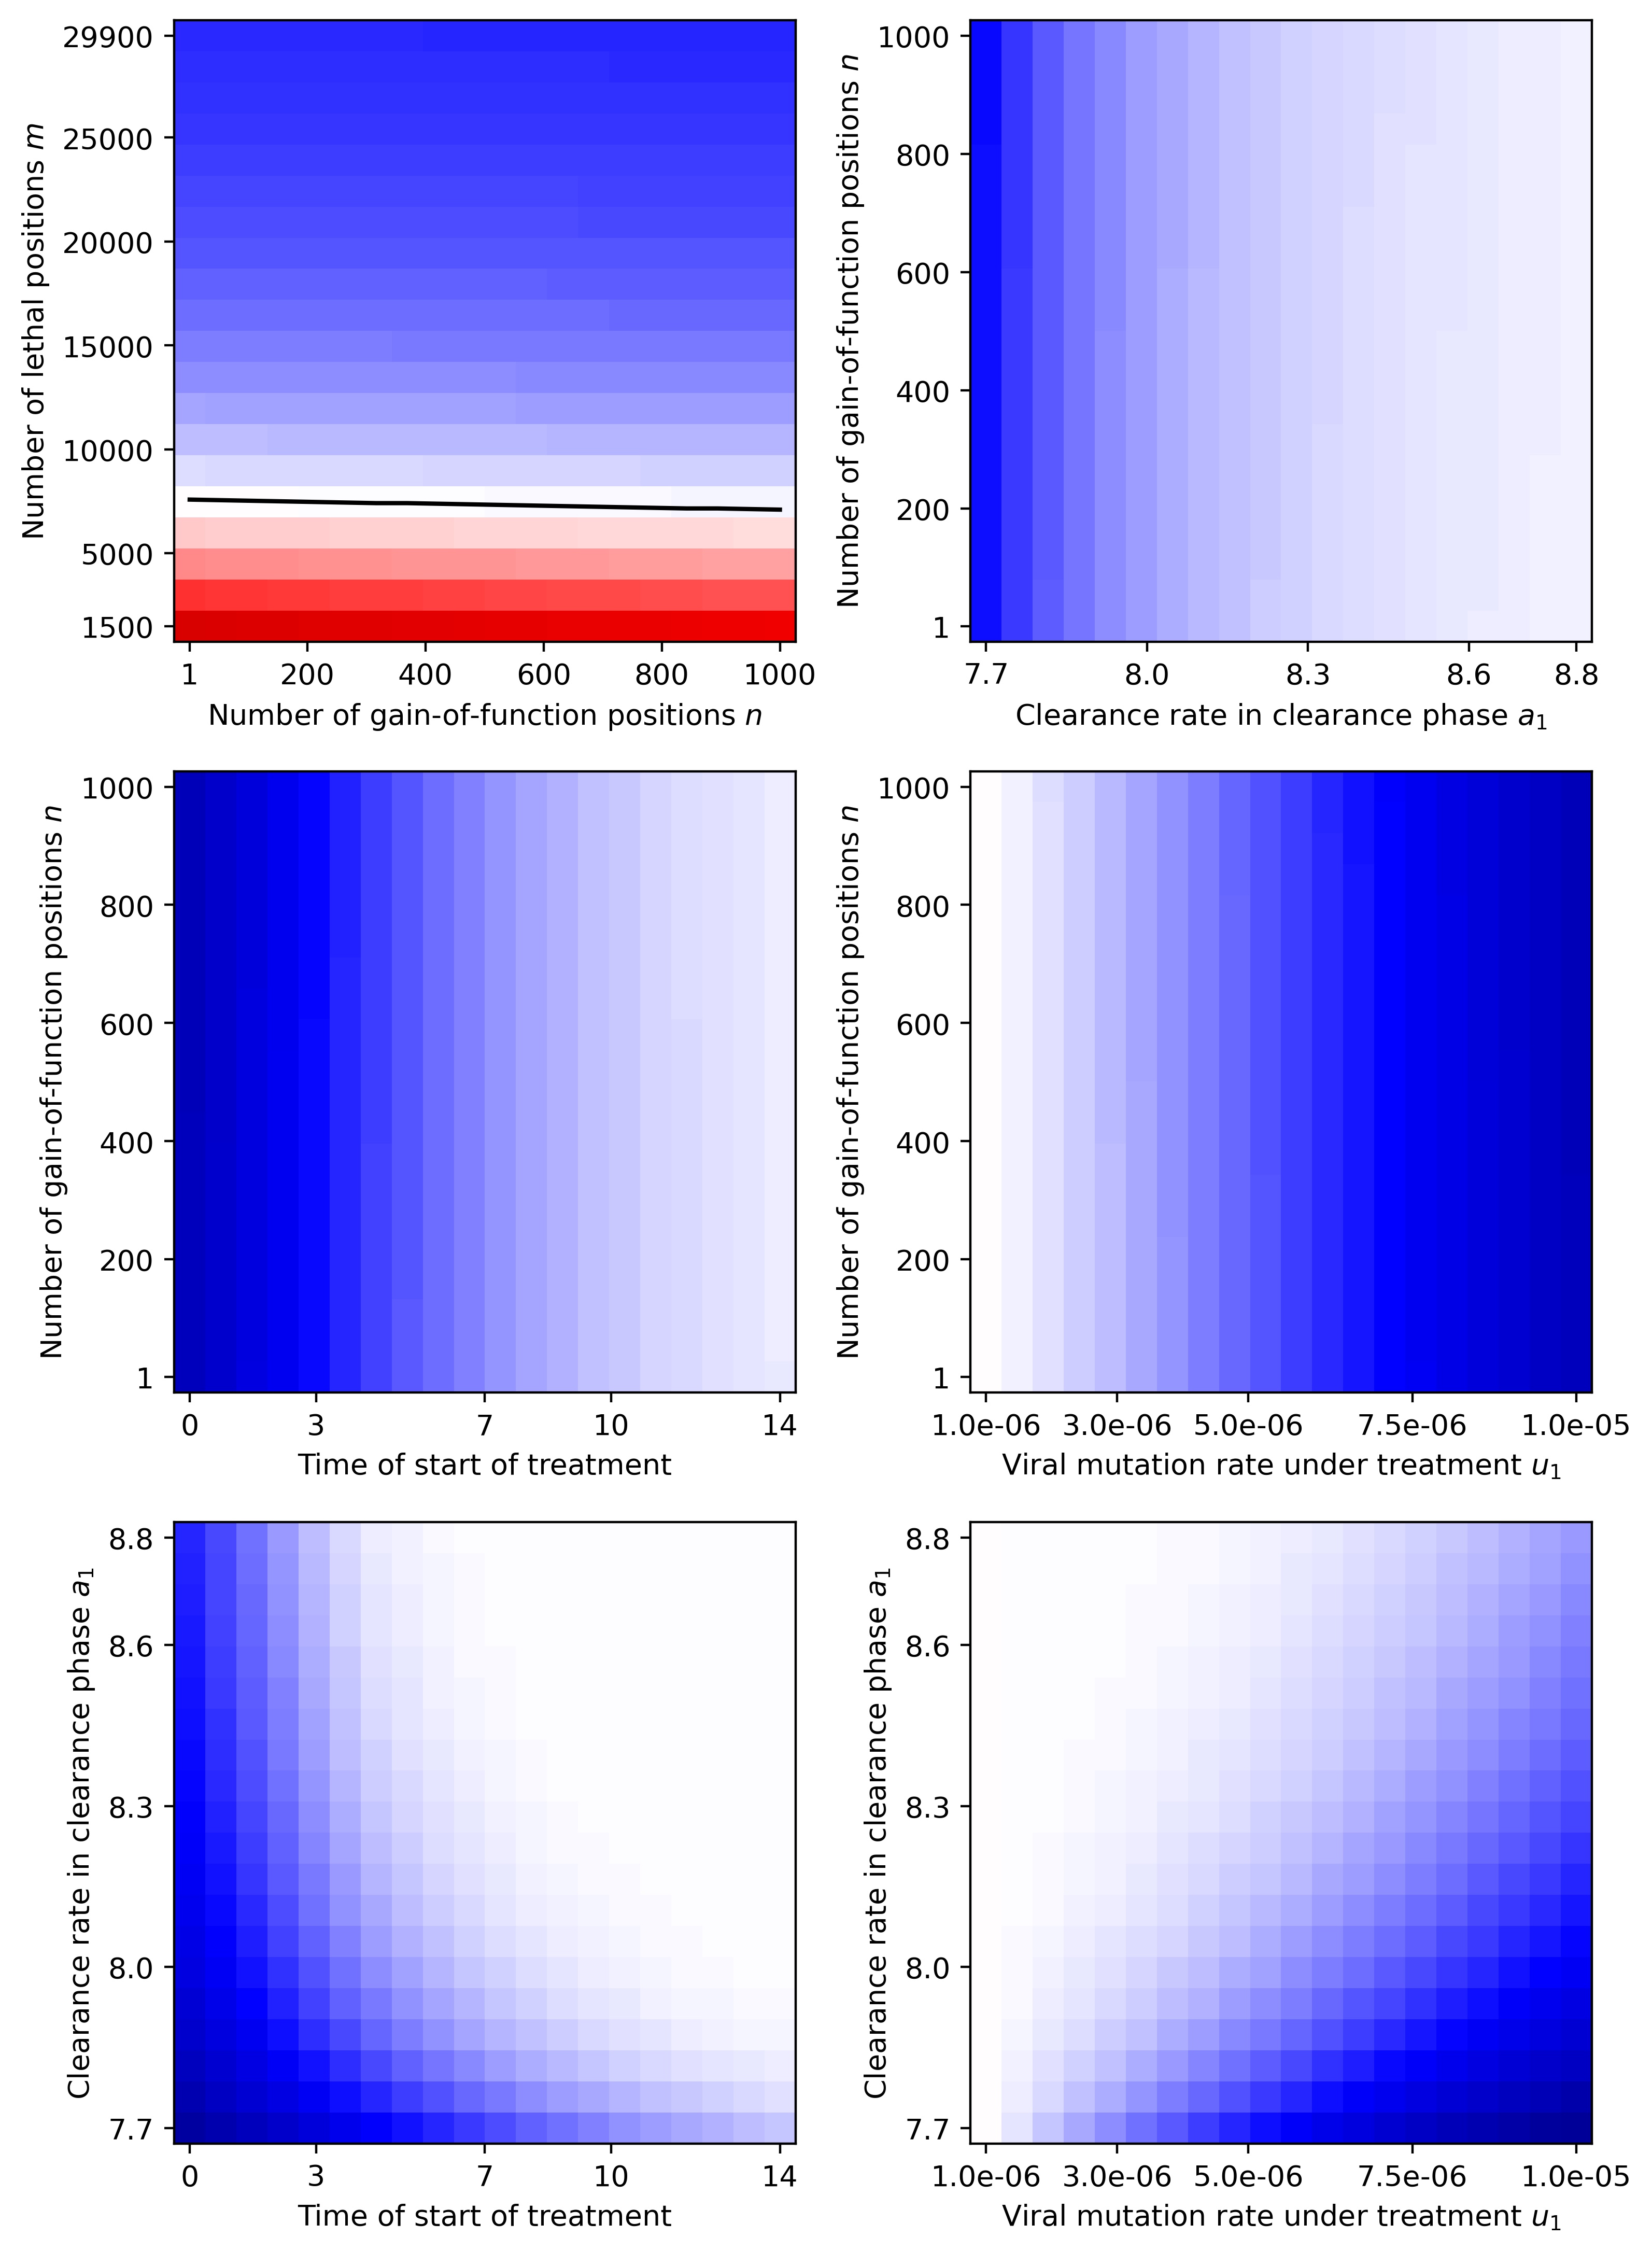 29900
25000
20000
15000
10000
5000
1500
Number of lethal positions m
1 200 400 600 800 1000
Number of gain-of-function positions n
1000
800
600
400
200
1
Number of gain-of-function positions n
7.7 8.0 8.3 8.6 8.8
Clearance rate in clearance phase a₁
1000
800
600
400
200
1
Number of gain-of-function positions n
0 3 7 10 14
Time of start of treatment
1000
800
600
400
200
1
Number of gain-of-function positions n
1.0e-06 3.0e-06 5.0e-06 7.5e-06 1.0e-05
Viral mutation rate under treatment u₁
8.8
8.6
8.3
8.0
7.7
Clearance rate in clearance phase a₁
0 3 7 10 14
Time of start of treatment
8.8
8.6
8.3
8.0
7.7
Clearance rate in clearance phase a₁
1.0e-06 3.0e-06 5.0e-06 7.5e-06 1.0e-05
Viral mutation rate under treatment u₁